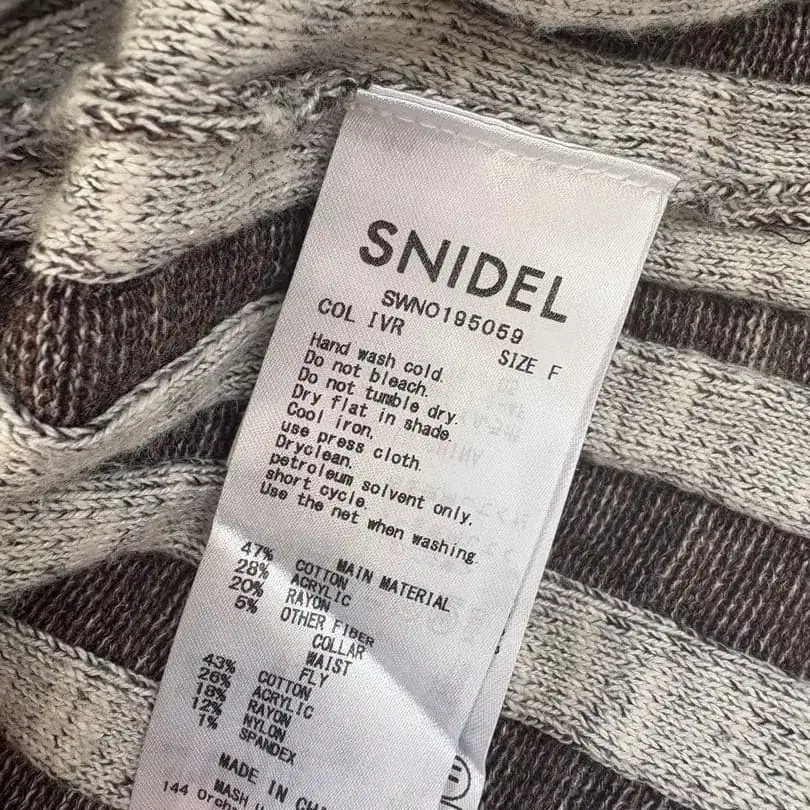 SNIDEL
SWNO195059
COL IVR SIZE F
Hand wash cold.
Do not bleach.
Do not tumble dry.
Dry flat in shade.
Cool iron,
use press cloth.
Dryclean.
petroleum solvent only,
short cycle.
Use the net when washing.
MAIN MATERIAL
47% COTTON
28% ACRYLIC
20% RAYON
5% OTHER FIBER
COLLAR
WAIST
FLY
43% COTTON
26% ACRYLIC
18% RAYON
12% NYLON
1% SPANDEX
MADE IN
MASH
144